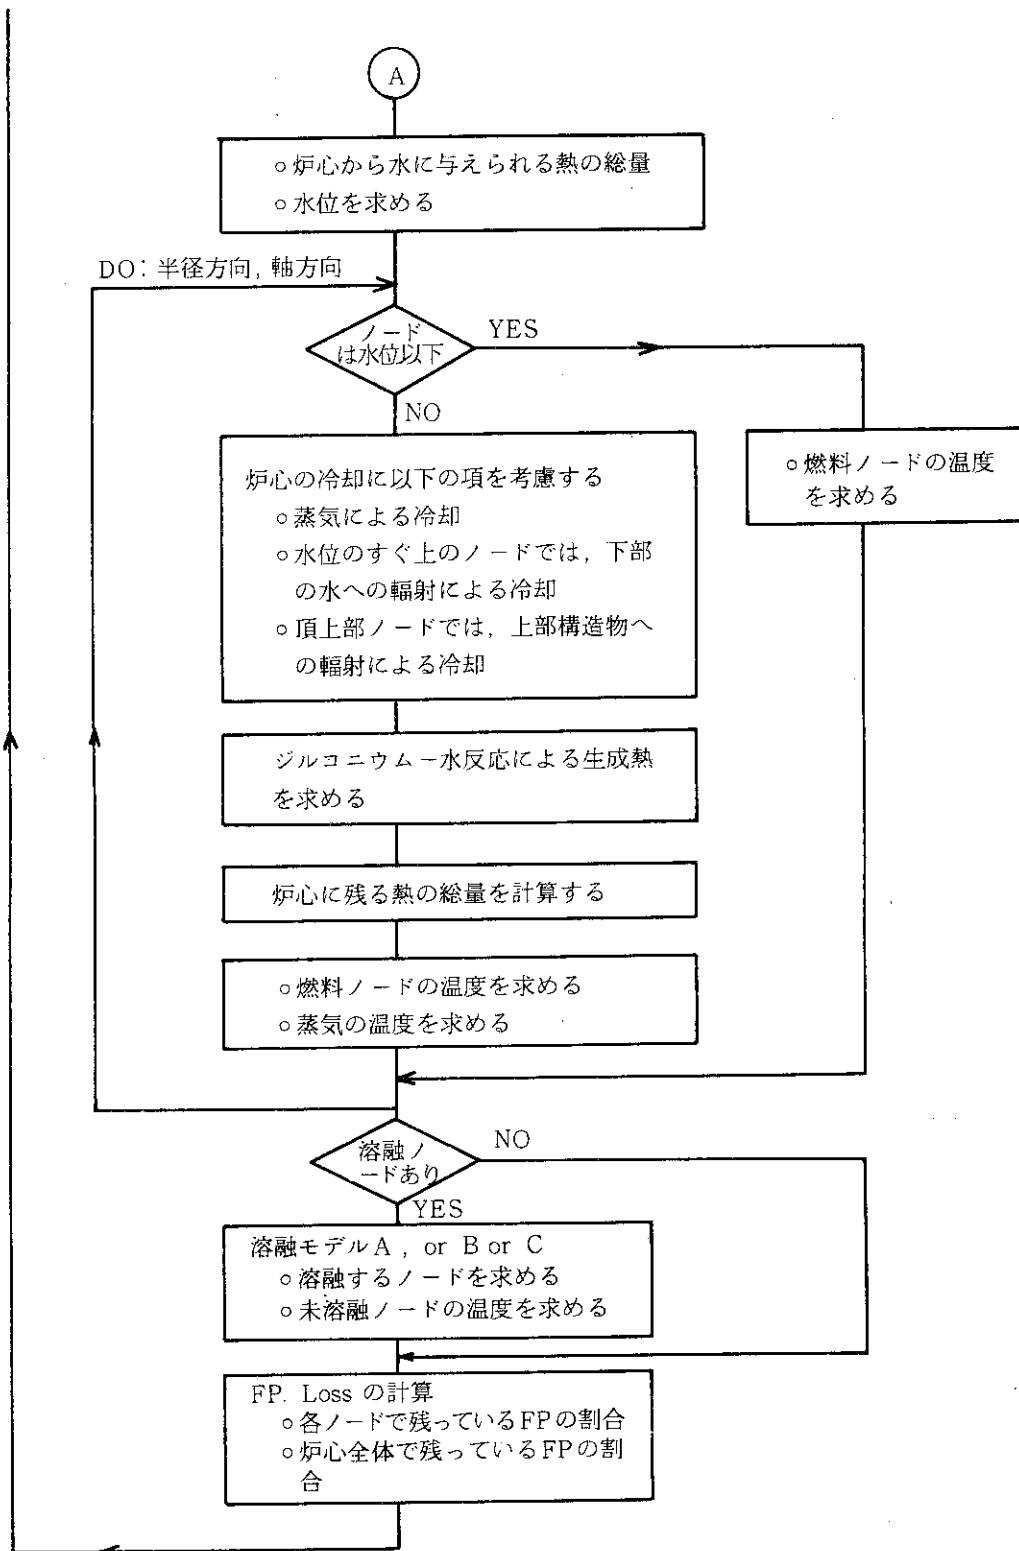 A
○炉心から水に与えられる熱の総量
○水位を求める
DO：半径方向，軸方向
ノード
は水位以下
YES
NO
炉心の冷却に以下の項を考慮する
○蒸気による冷却
○水位のすぐ上のノードでは，下部
の水への輻射による冷却
○頂上部ノードでは，上部構造物へ
の輻射による冷却
○燃料ノードの温度
を求める
ジルコニウム－水反応による生成熱
を求める
炉心に残る熱の総量を計算する
○燃料ノードの温度を求める
○蒸気の温度を求める
溶融ノ
ードあり
NO
YES
溶融モデルA , or B or C
○溶融するノードを求める
○未溶融ノードの温度を求める
FP. Loss の計算
○各ノードで残っているFPの割合
○炉心全体で残っているFPの割
合